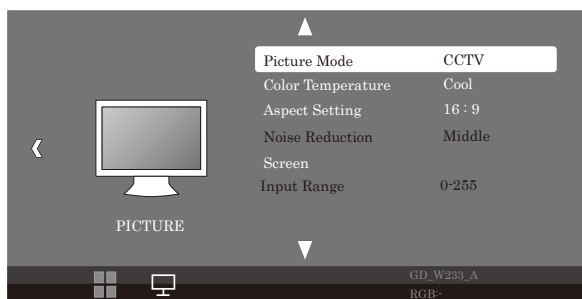 Picture Mode CCTV
Color Temperature Cool
Aspect Setting 16 : 9
Noise Reduction Middle
Screen
Input Range 0-255
PICTURE
GD_W233_A
RGB:-